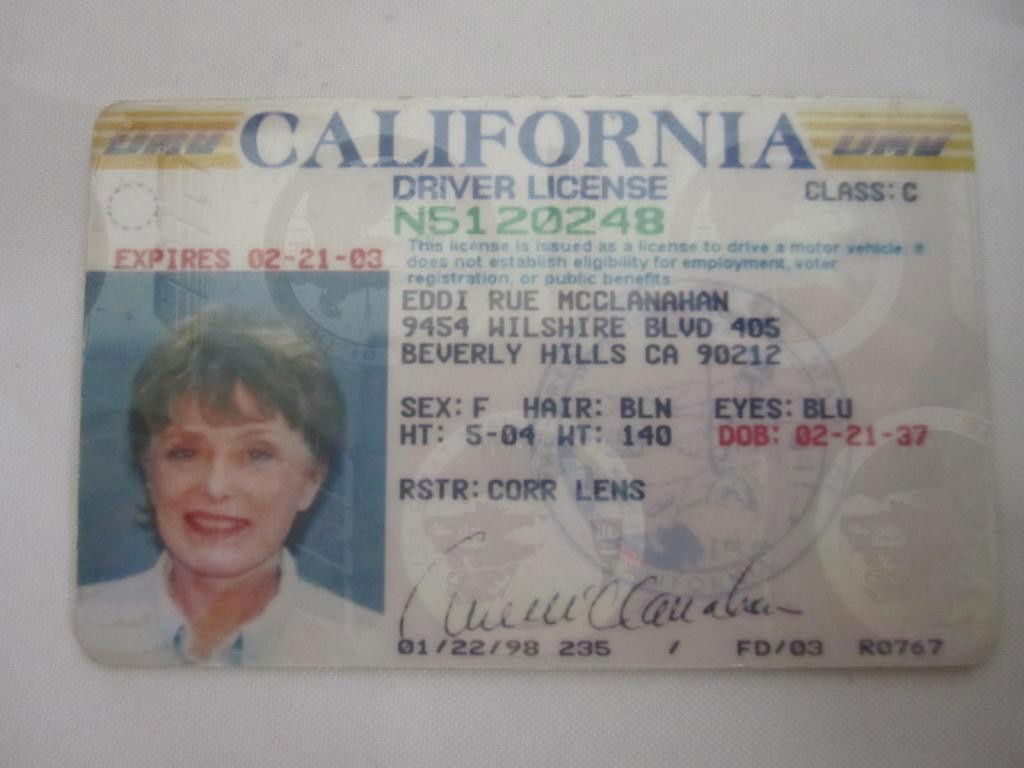 DMV CALIFORNIA DMV
DRIVER LICENSE
CLASS: C
N5120248
EXPIRES 02-21-03
This license is issued as a license to drive a motor vehicle; it
does not establish eligibility for employment, voter
registration, or public benefits.
EDDI RUE MCCLANAHAN
9454 WILSHIRE BLVD 405
BEVERLY HILLS CA 90212
SEX: F HAIR: BLN EYES: BLU
HT: 5-04 WT: 140 DOB: 02-21-37
RSTR: CORR LENS
Rue McClanahan
01/22/98 235 / FD/03 R0767